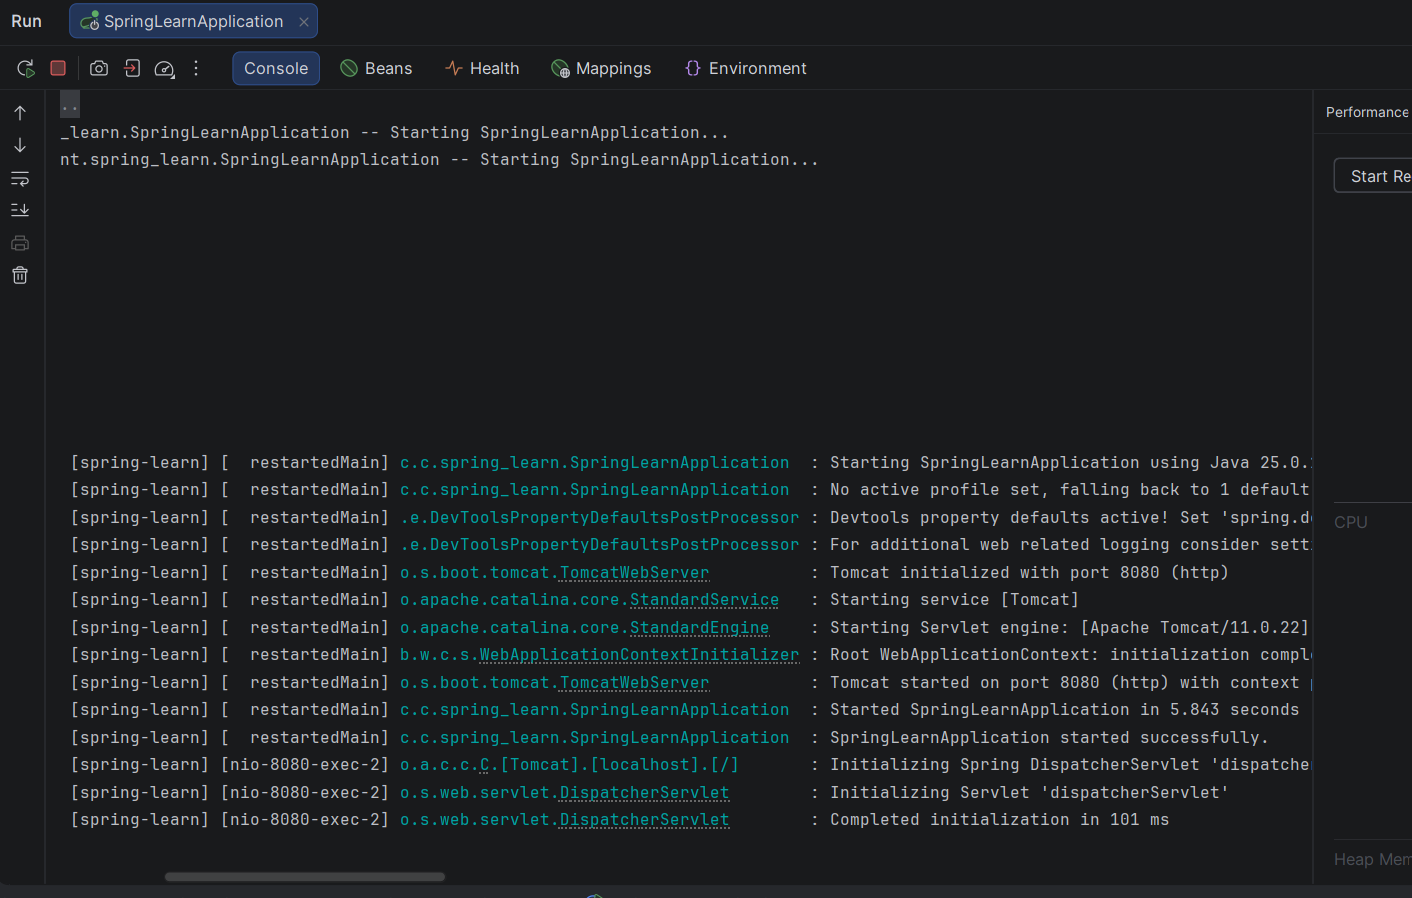 Run SpringLearnApplication
Console Beans Health Mappings Environment
..
_learn.SpringLearnApplication -- Starting SpringLearnApplication...
nt.spring_learn.SpringLearnApplication -- Starting SpringLearnApplication...
Performance
Start Re
[spring-learn] [  restartedMain] c.c.spring_learn.SpringLearnApplication  : Starting SpringLearnApplication using Java 25.0.
[spring-learn] [  restartedMain] c.c.spring_learn.SpringLearnApplication  : No active profile set, falling back to 1 default
[spring-learn] [  restartedMain] .e.DevToolsPropertyDefaultsPostProcessor : Devtools property defaults active! Set 'spring.d
[spring-learn] [  restartedMain] .e.DevToolsPropertyDefaultsPostProcessor : For additional web related logging consider sett
[spring-learn] [  restartedMain] o.s.boot.tomcat.TomcatWebServer          : Tomcat initialized with port 8080 (http)
[spring-learn] [  restartedMain] o.apache.catalina.core.StandardService   : Starting service [Tomcat]
[spring-learn] [  restartedMain] o.apache.catalina.core.StandardEngine    : Starting Servlet engine: [Apache Tomcat/11.0.22]
[spring-learn] [  restartedMain] b.w.c.s.WebApplicationContextInitializer : Root WebApplicationContext: initialization compl
[spring-learn] [  restartedMain] o.s.boot.tomcat.TomcatWebServer          : Tomcat started on port 8080 (http) with context
[spring-learn] [  restartedMain] c.c.spring_learn.SpringLearnApplication  : Started SpringLearnApplication in 5.843 seconds
[spring-learn] [  restartedMain] c.c.spring_learn.SpringLearnApplication  : SpringLearnApplication started successfully.
[spring-learn] [nio-8080-exec-2] o.a.c.c.C.[Tomcat].[localhost].[/]       : Initializing Spring DispatcherServlet 'dispatche
[spring-learn] [nio-8080-exec-2] o.s.web.servlet.DispatcherServlet        : Initializing Servlet 'dispatcherServlet'
[spring-learn] [nio-8080-exec-2] o.s.web.servlet.DispatcherServlet        : Completed initialization in 101 ms
CPU
Heap Mem